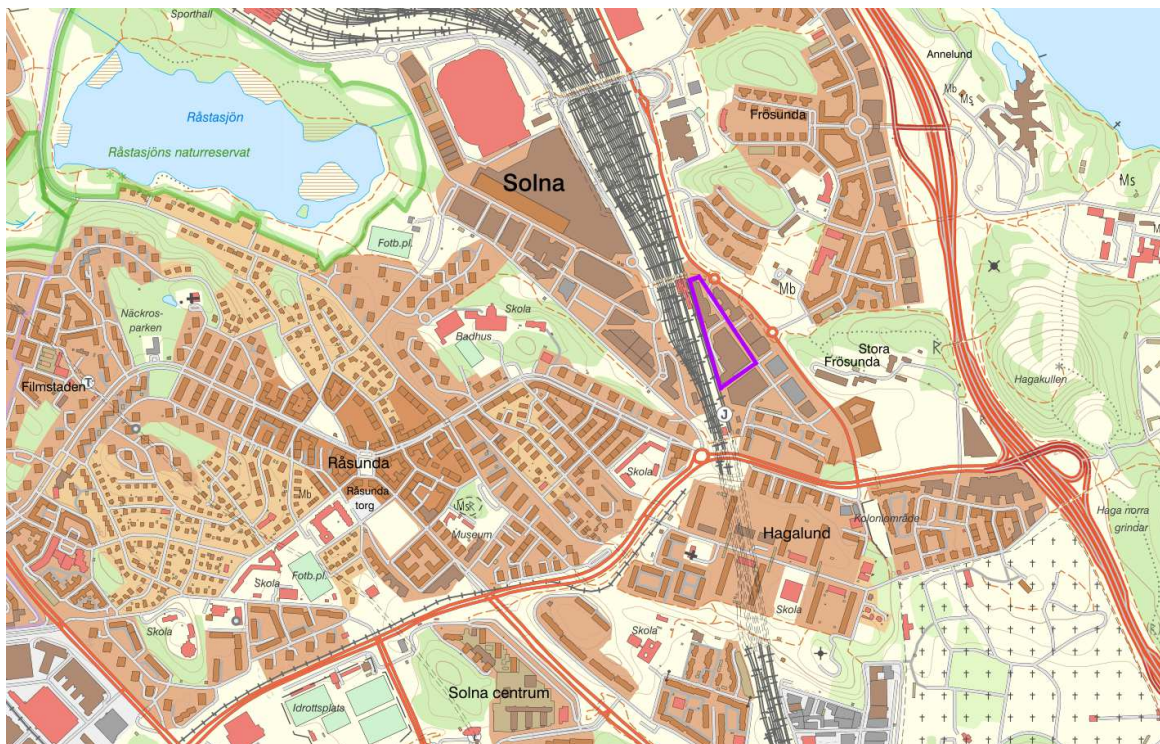 Sporthall
Annelund
Mb
Ms
Råstasjön
Frösunda
Råstasjöns naturreservat
Solna
Ms
M
10
Fotb.pl.
Mb
Näckros-
parken
Skola
Badhus
Stora
Frösunda
Hagakullen
Filmstaden
T
J
Råsunda
Skola
Mb
Råsunda
torg
Msk
Museum
Hagalund
Koloniområde
Haga norra
grindar
Skola
Fotb.pl.
Skola
Skola
Skola
Solna centrum
Idrottsplats